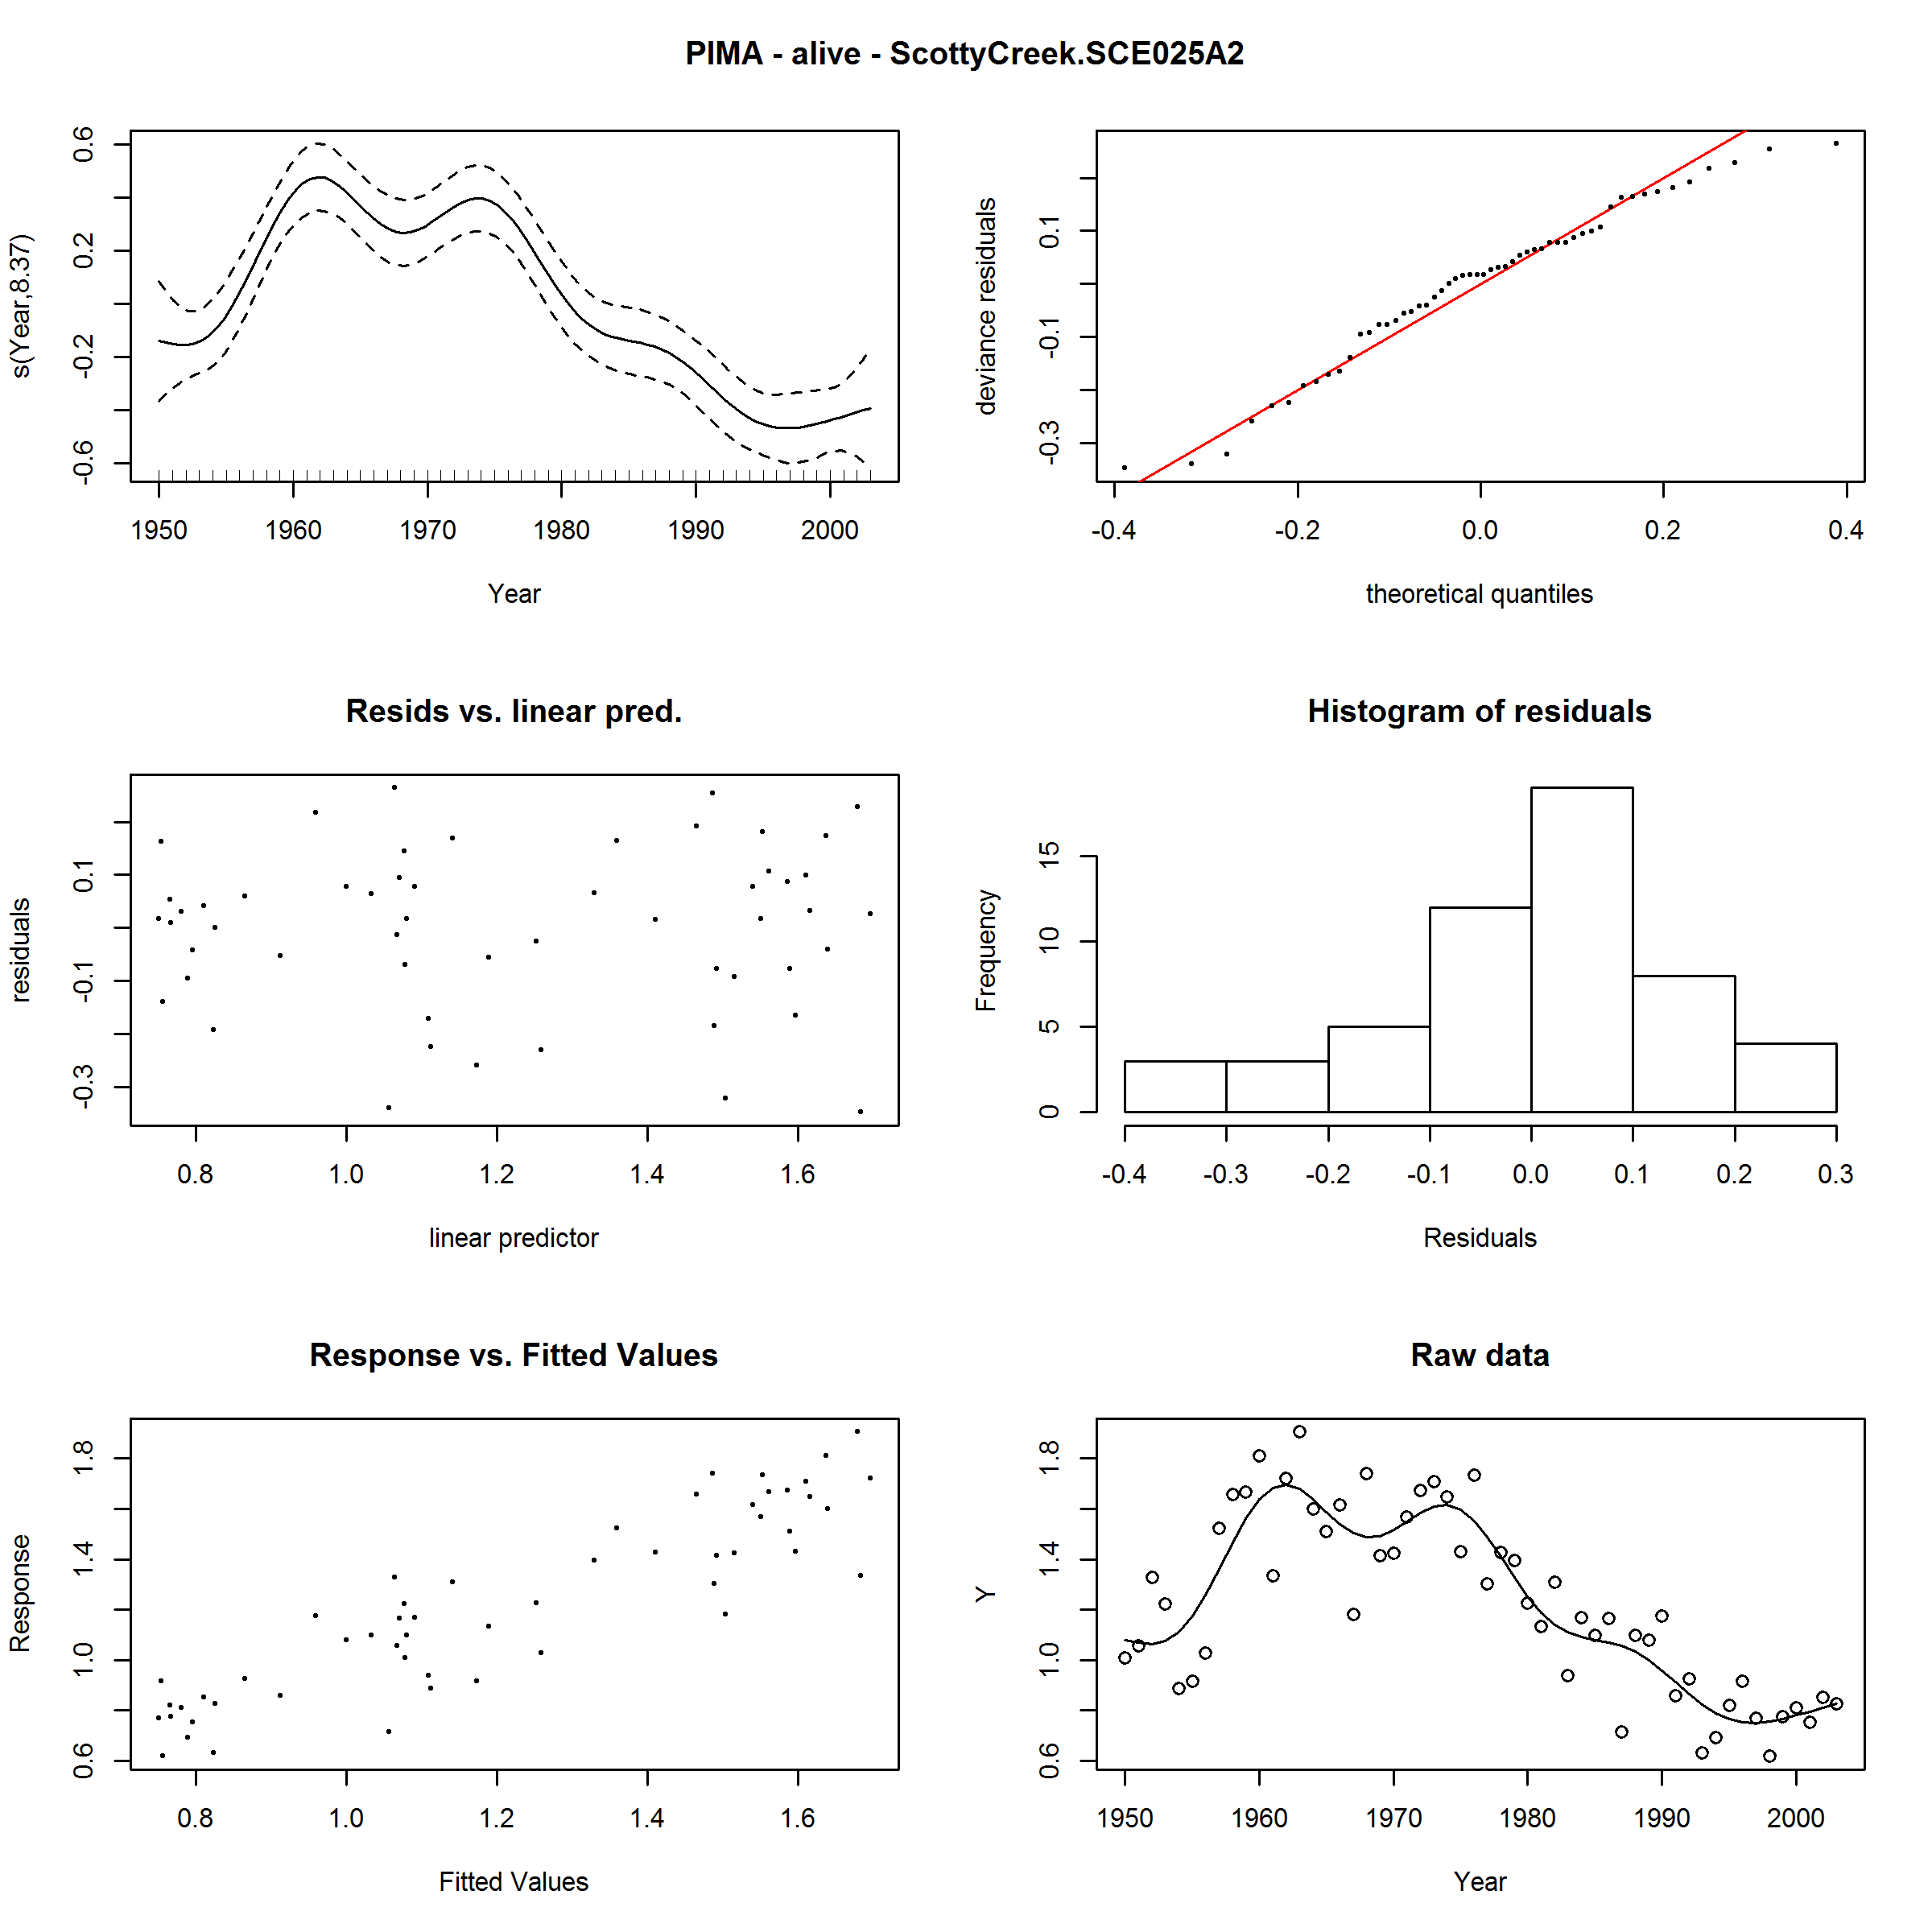 PIMA - alive - ScottyCreek.SCE025A2
s(Year,8.37)
0.6
0.2
-0.2
-0.6
1950 1960 1970 1980 1990 2000
Year
deviance residuals
0.1
-0.1
-0.3
-0.4 -0.2 0.0 0.2 0.4
theoretical quantiles
Resids vs. linear pred.
residuals
0.1
-0.1
-0.3
0.8 1.0 1.2 1.4 1.6
linear predictor
Histogram of residuals
Frequency
15
10
5
0
-0.4 -0.3 -0.2 -0.1 0.0 0.1 0.2 0.3
Residuals
Response vs. Fitted Values
Response
1.8
1.4
1.0
0.6
0.8 1.0 1.2 1.4 1.6
Fitted Values
Raw data
Y
1.8
1.4
1.0
0.6
1950 1960 1970 1980 1990 2000
Year